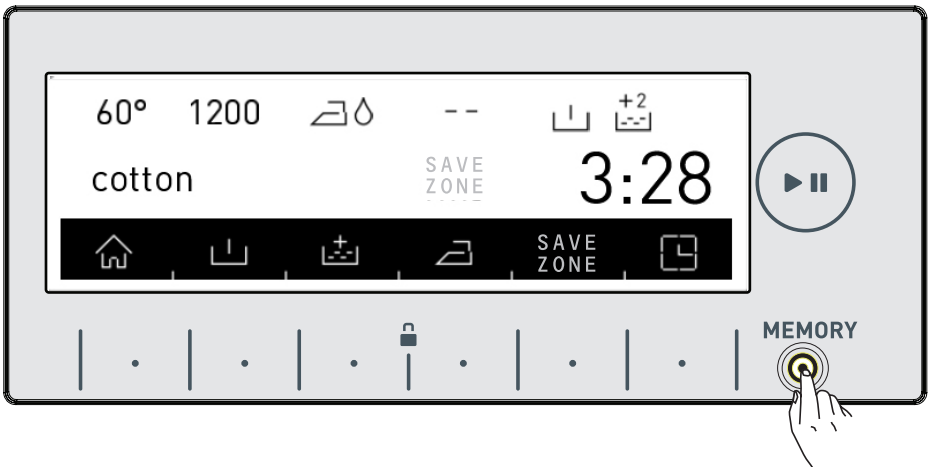 60° 1200 -- +2
cotton
SAVE
ZONE
3:28
SAVE
ZONE
MEMORY